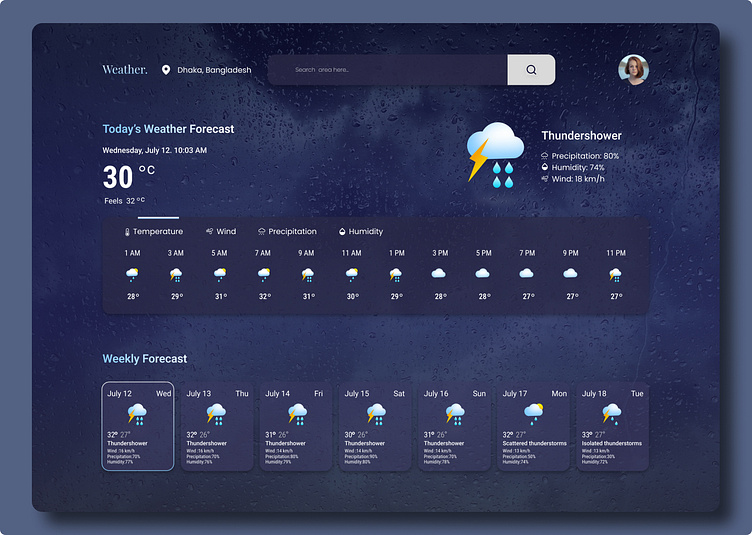 Weather. Dhaka, Bangladesh Search area here..
Today's Weather Forecast
Wednesday, July 12. 10:03 AM
30 °C
Feels 32 °C
Thundershower
Precipitation: 80%
Humidity: 74%
Wind: 18 km/h
Temperature Wind Precipitation Humidity
1 AM 3 AM 5 AM 7 AM 9 AM 11 AM 1 PM 3 PM 5 PM 7 PM 9 PM 11 PM
28° 29° 31° 32° 31° 30° 29° 28° 28° 27° 27° 27°
Weekly Forecast
July 12 Wed
32° 27°
Thundershower
Wind :16 km/h
Precipitation:70%
Humidity:77%
July 13 Thu
32° 26°
Thundershower
Wind :16 km/h
Precipitation:70%
Humidity:76%
July 14 Fri
31° 26°
Thundershower
Wind :14 km/h
Precipitation:80%
Humidity:79%
July 15 Sat
30° 26°
Thundershower
Wind :14 km/h
Precipitation:90%
Humidity:80%
July 16 Sun
31° 26°
Thundershower
Wind :14 km/h
Precipitation:70%
Humidity:78%
July 17 Mon
32° 27°
Scattered thunderstorms
Wind :13 km/h
Precipitation:50%
Humidity:74%
July 18 Tue
33° 27°
Isolated thunderstorms
Wind :13 km/h
Precipitation:30%
Humidity:72%